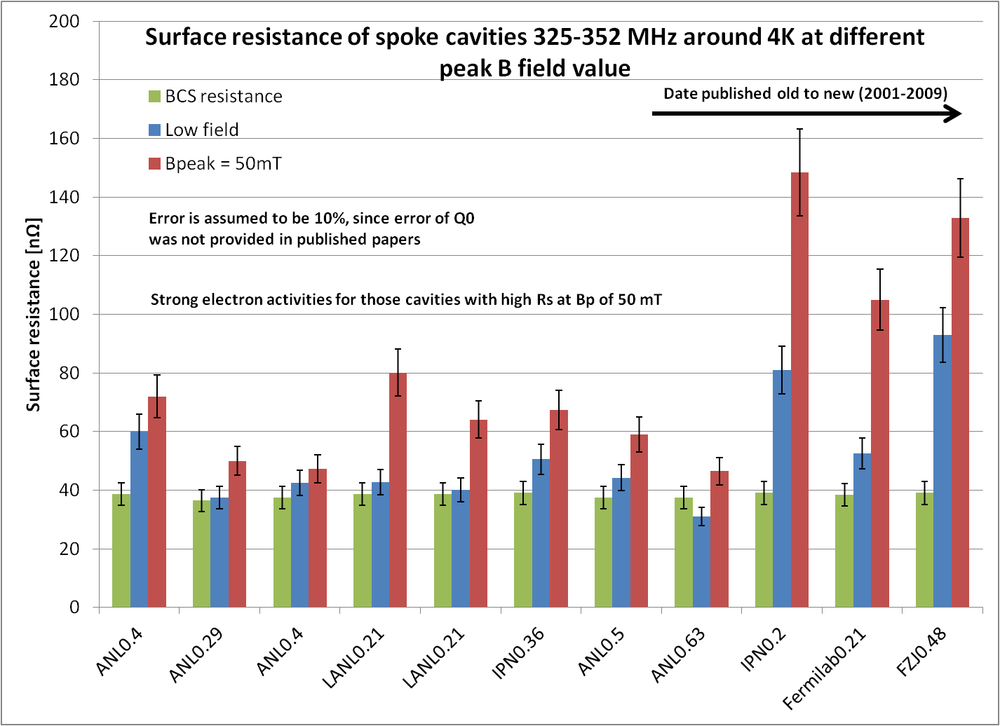 Surface resistance of spoke cavities 325-352 MHz around 4K at different
peak B field value
BCS resistance
Low field
Bpeak = 50mT
Date published old to new (2001-2009)
Error is assumed to be 10%, since error of Q0
was not provided in published papers
Strong electron activities for those cavities with high Rs at Bp of 50 mT
Surface resistance [nΩ]
200
180
160
140
120
100
80
60
40
20
0
ANL0.4
ANL0.29
ANL0.4
LANL0.21
LANL0.21
IPN0.36
ANL0.5
ANL0.63
IPN0.2
Fermilab0.21
FZJ0.48